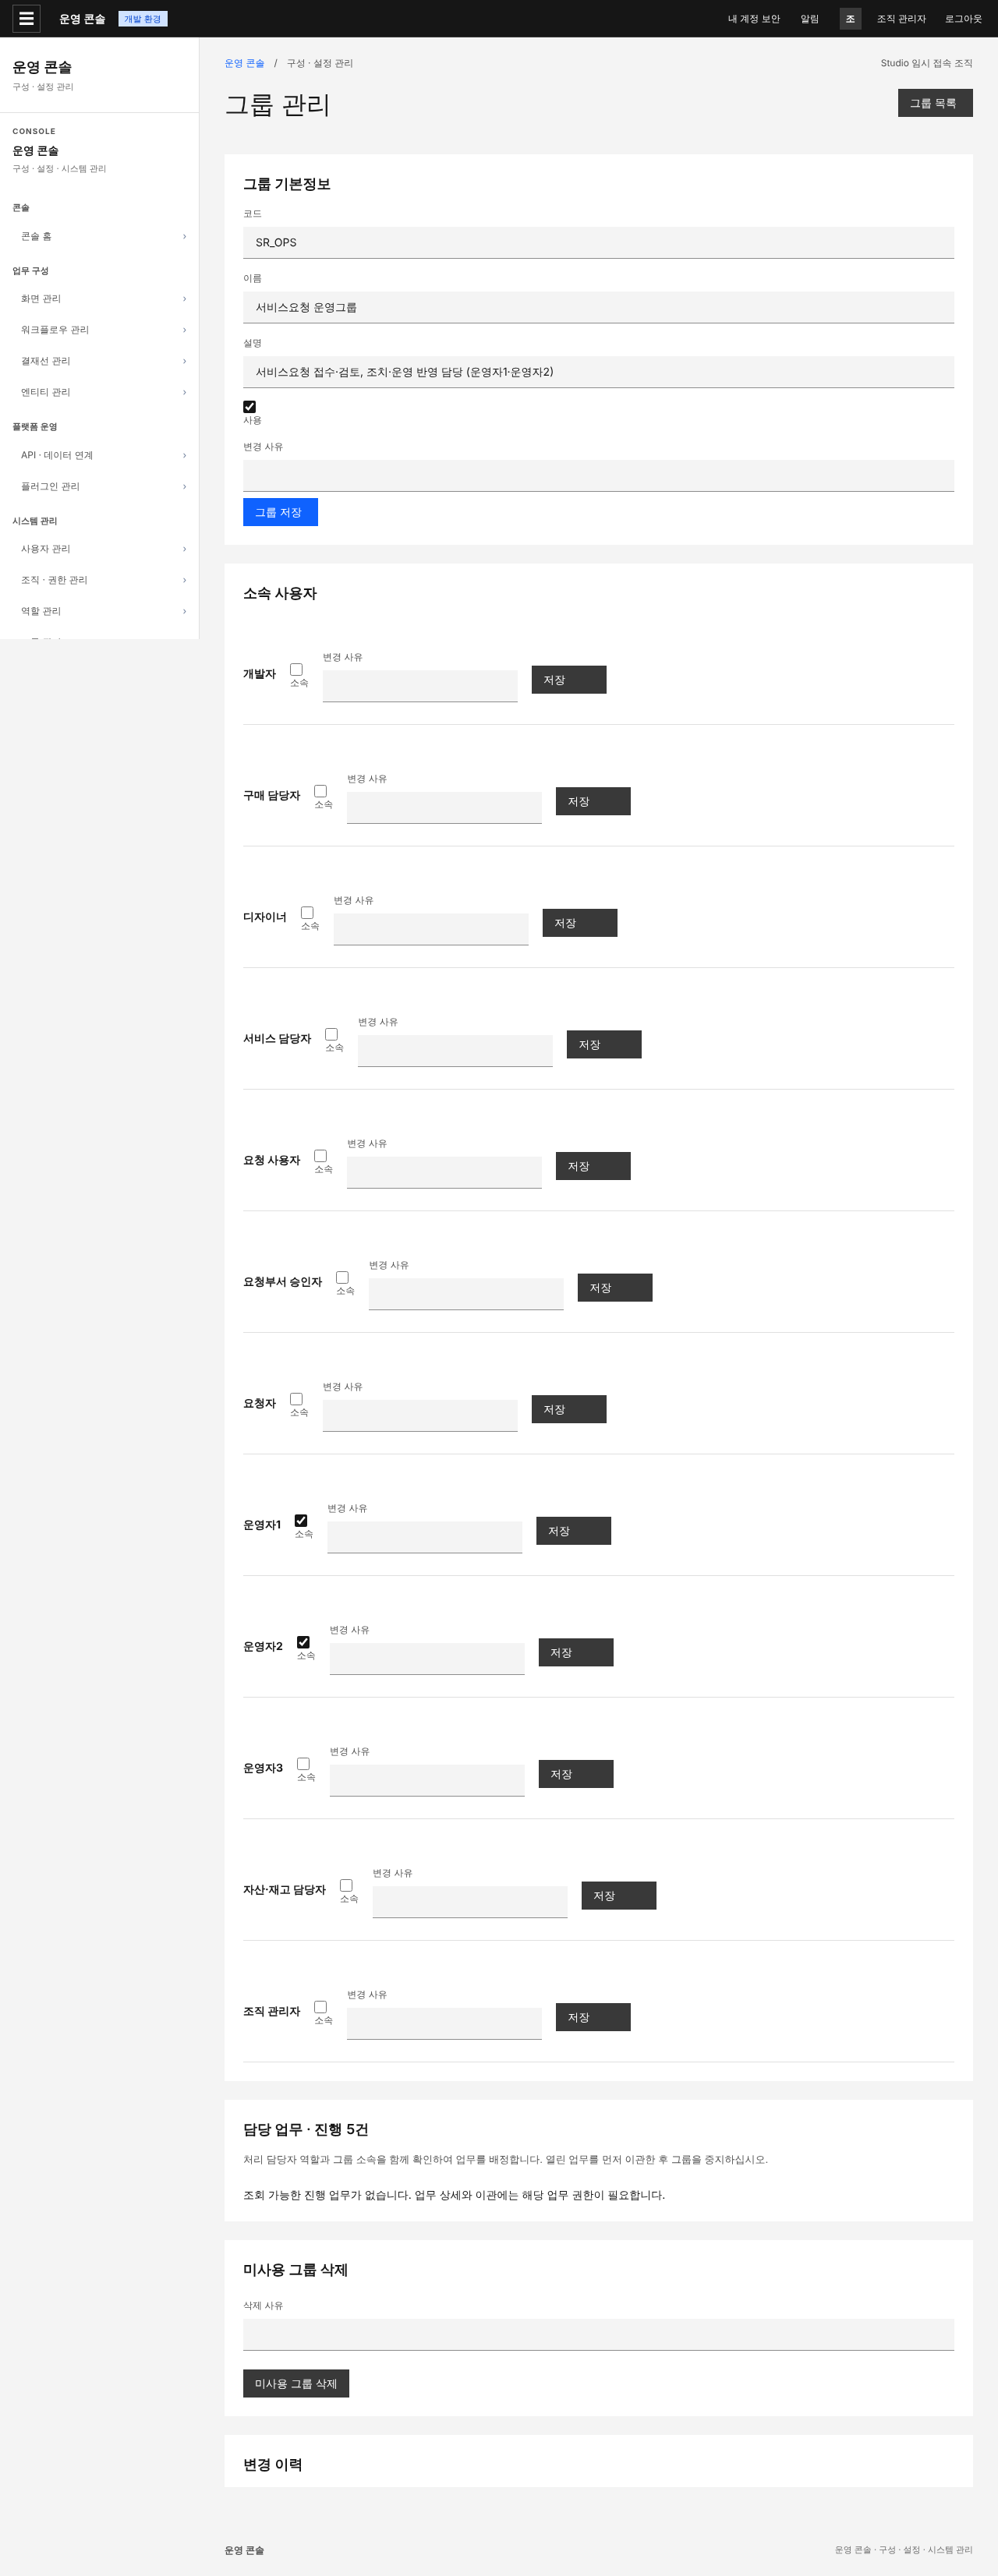 운영 콘솔
개발 환경
내 계정 보안
알림
조
조직 관리자
로그아웃
운영 콘솔
구성 · 설정 관리
CONSOLE
운영 콘솔
구성 · 설정 · 시스템 관리
콘솔
콘솔 홈
업무 구성
화면 관리
워크플로우 관리
결재선 관리
엔티티 관리
플랫폼 운영
API · 데이터 연계
플러그인 관리
시스템 관리
사용자 관리
조직 · 권한 관리
역할 관리
운영 콘솔 / 구성 · 설정 관리
Studio 임시 접속 조직
그룹 관리
그룹 목록
그룹 기본정보
코드
SR_OPS
이름
서비스요청 운영그룹
설명
서비스요청 접수·검토, 조치·운영 반영 담당 (운영자1·운영자2)
사용
변경 사유
그룹 저장
소속 사용자
개발자
소속
변경 사유
저장
구매 담당자
소속
변경 사유
저장
디자이너
소속
변경 사유
저장
서비스 담당자
소속
변경 사유
저장
요청 사용자
소속
변경 사유
저장
요청부서 승인자
소속
변경 사유
저장
요청자
소속
변경 사유
저장
운영자1
소속
변경 사유
저장
운영자2
소속
변경 사유
저장
운영자3
소속
변경 사유
저장
자산·재고 담당자
소속
변경 사유
저장
조직 관리자
소속
변경 사유
저장
담당 업무 · 진행 5건
처리 담당자 역할과 그룹 소속을 함께 확인하여 업무를 배정합니다. 열린 업무를 먼저 이관한 후 그룹을 중지하십시오.
조회 가능한 진행 업무가 없습니다. 업무 상세와 이관에는 해당 업무 권한이 필요합니다.
미사용 그룹 삭제
삭제 사유
미사용 그룹 삭제
변경 이력
운영 콘솔
운영 콘솔 · 구성 · 설정 · 시스템 관리